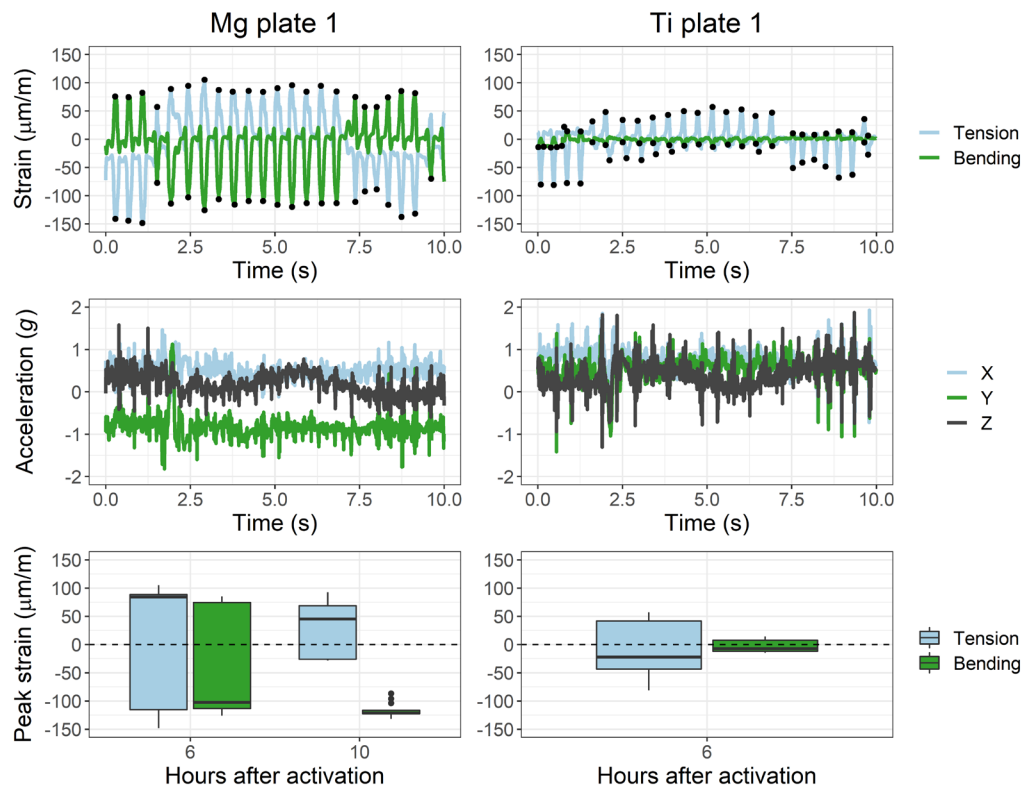 Mg plate 1
Ti plate 1
Strain (μm/m)
150
100
50
0
-50
-100
-150
0.0 2.5 5.0 7.5 10.0
Time (s)
150
100
50
0
-50
-100
-150
0.0 2.5 5.0 7.5 10.0
Time (s)
Tension
Bending
Acceleration (g)
2
1
0
-1
-2
0.0 2.5 5.0 7.5 10.0
Time (s)
2
1
0
-1
-2
0.0 2.5 5.0 7.5 10.0
Time (s)
X
Y
Z
Peak strain (μm/m)
150
100
50
0
-50
-100
-150
6 10
Hours after activation
150
100
50
0
-50
-100
-150
6
Hours after activation
Tension
Bending